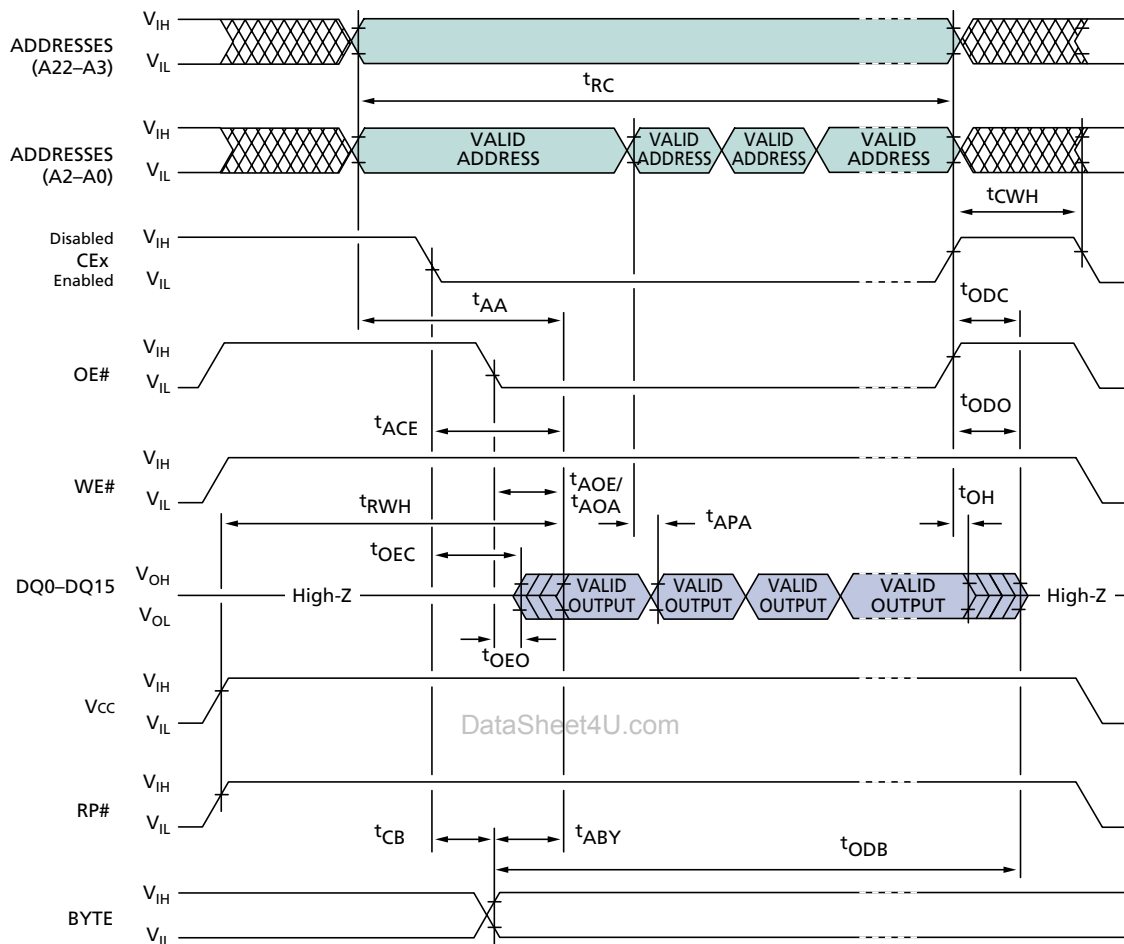 VIH
ADDRESSES
(A22–A3)
VIL
tRC
VIH
ADDRESSES
(A2–A0)
VIL
VALID
ADDRESS
VALID
ADDRESS
VALID
ADDRESS
VALID
ADDRESS
tCWH
Disabled
CEx
Enabled
VIH
VIL
tAA
tODC
VIH
OE#
VIL
tACE
tODO
VIH
WE#
VIL
tRWH
tAOE/
tAOA
tAPA
tOH
tOEC
VOH
DQ0–DQ15
VOL
High-Z
VALID
OUTPUT
VALID
OUTPUT
VALID
OUTPUT
VALID
OUTPUT
High-Z
tOEO
VIH
Vcc
VIL
DataSheet4U.com
VIH
RP#
VIL
tCB
tABY
tODB
VIH
BYTE
VIL